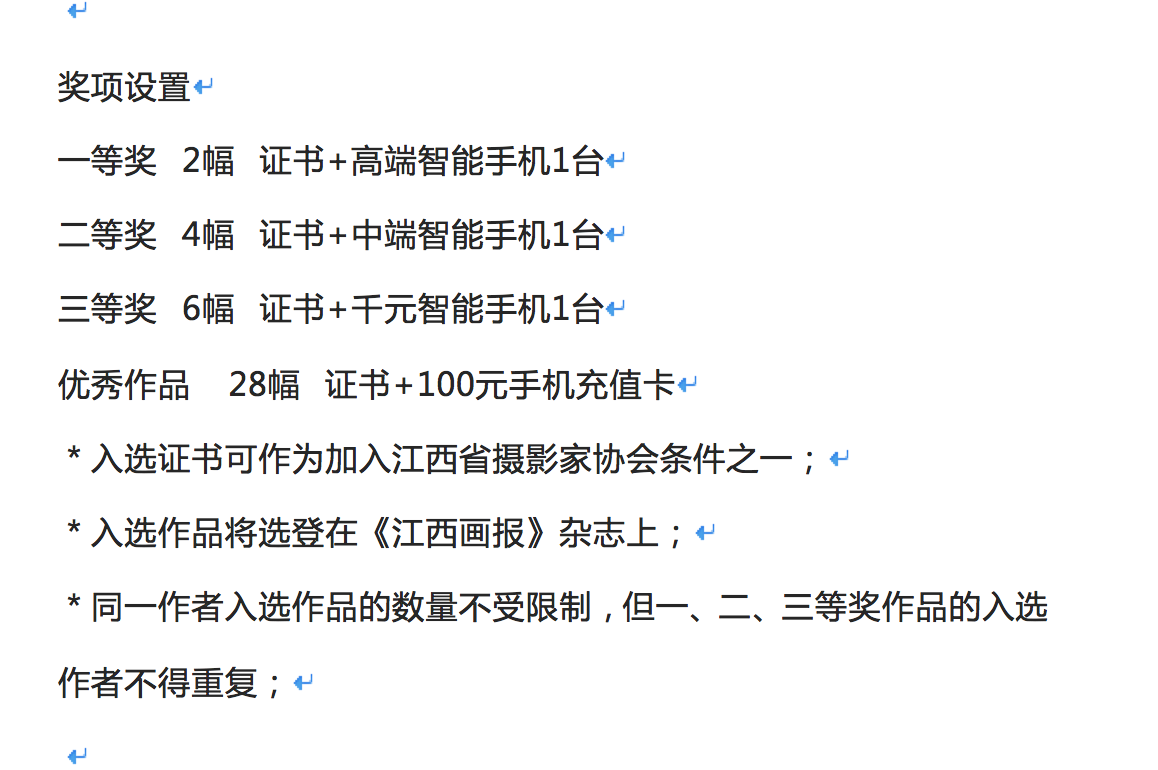 奖项设置
一等奖 2幅 证书+高端智能手机1台
二等奖 4幅 证书+中端智能手机1台
三等奖 6幅 证书+千元智能手机1台
优秀作品 28幅 证书+100元手机充值卡
* 入选证书可作为加入江西省摄影家协会条件之一；
* 入选作品将选登在《江西画报》杂志上；
* 同一作者入选作品的数量不受限制，但一、二、三等奖作品的入选
作者不得重复；